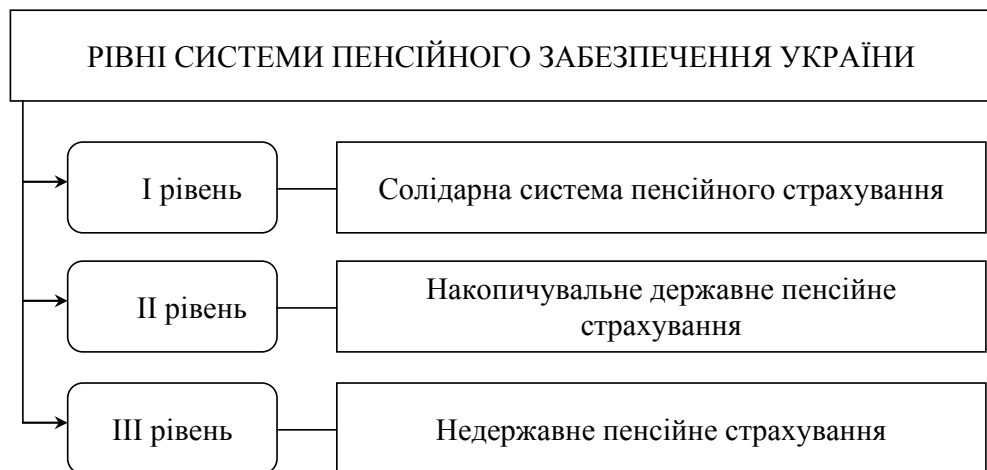 РІВНІ СИСТЕМИ ПЕНСІЙНОГО ЗАБЕЗПЕЧЕННЯ УКРАЇНИ
І рівень
Солідарна система пенсійного страхування
ІІ рівень
Накопичувальне державне пенсійне
страхування
ІІІ рівень
Недержавне пенсійне страхування